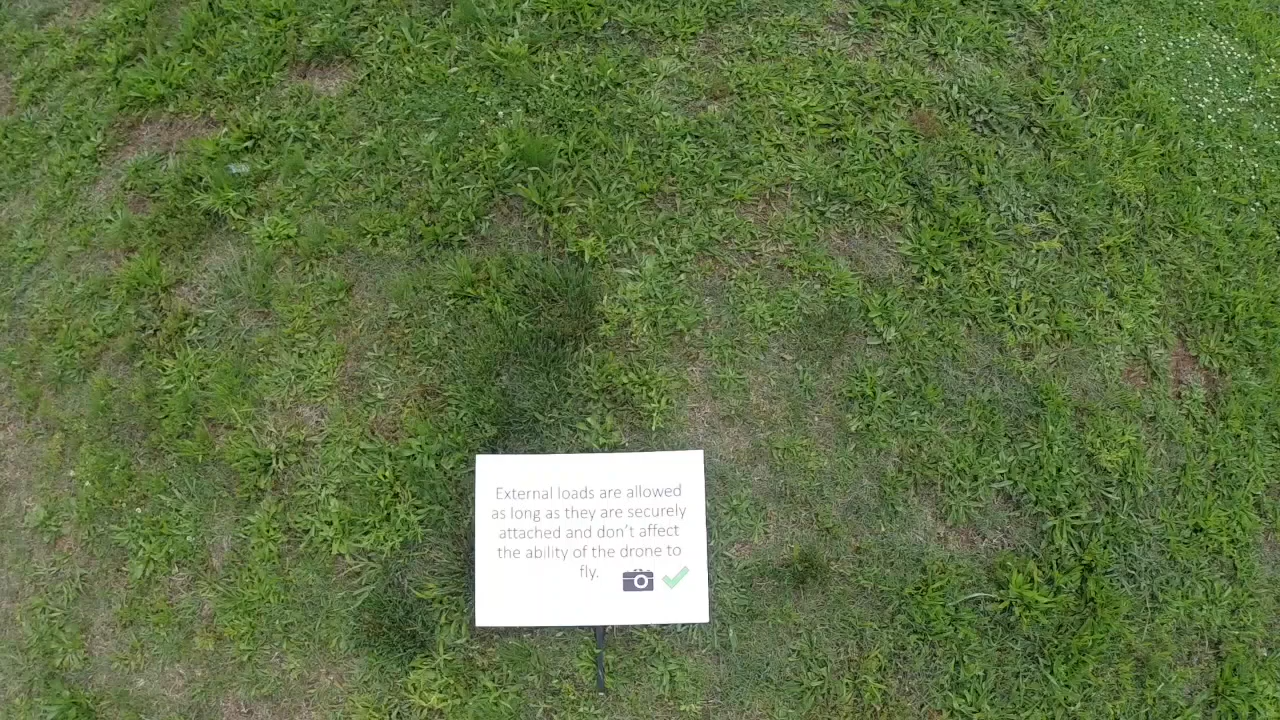 External loads are allowed
as long as they are securely
attached and don't affect
the ability of the drone to
fly.